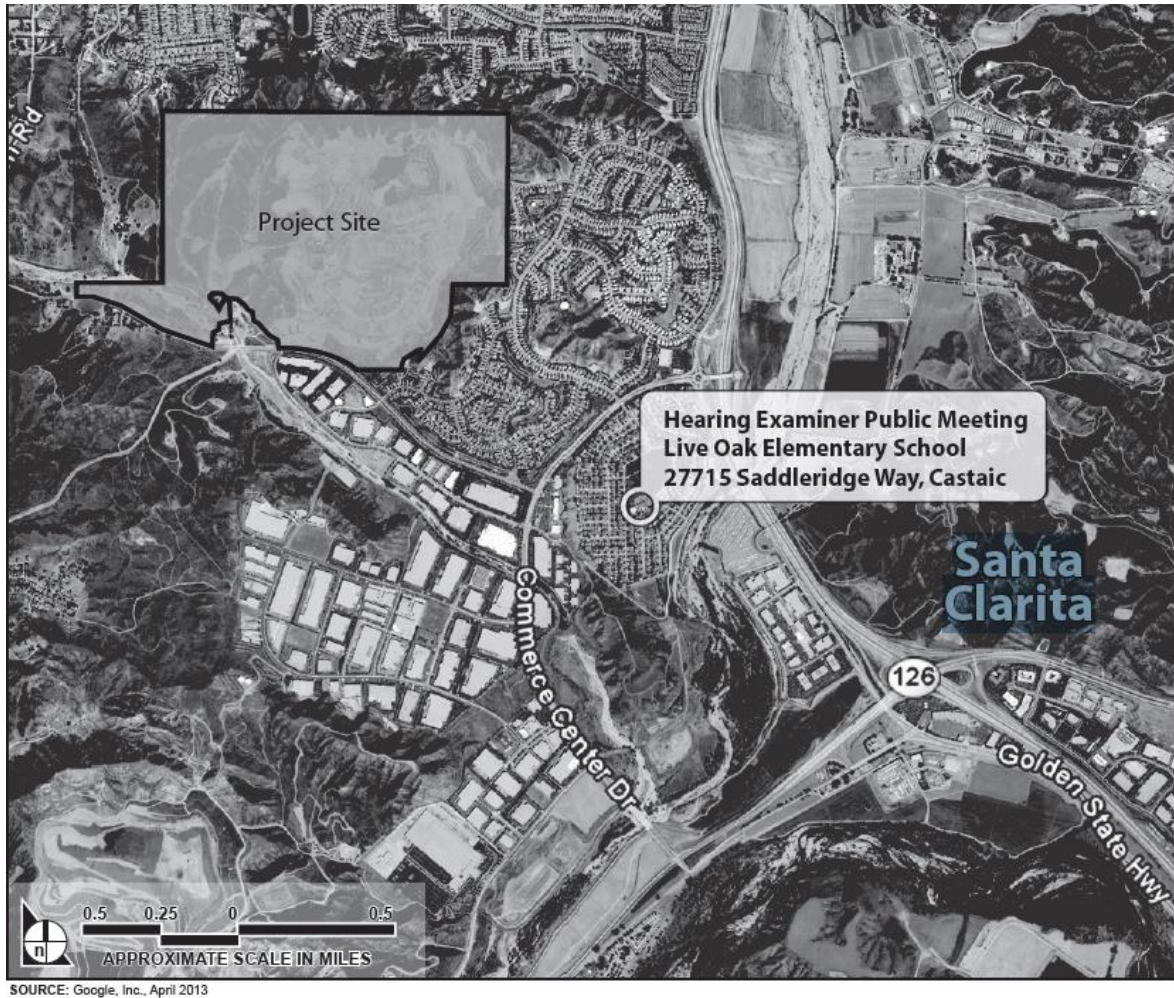 Project Site
Hearing Examiner Public Meeting
Live Oak Elementary School
27715 Saddleridge Way, Castaic
Santa
Clarita
126
Commerce Center Dr
Golden State Hwy
0.5 0.25 0 0.5
n
APPROXIMATE SCALE IN MILES
SOURCE: Google, Inc., April 2013